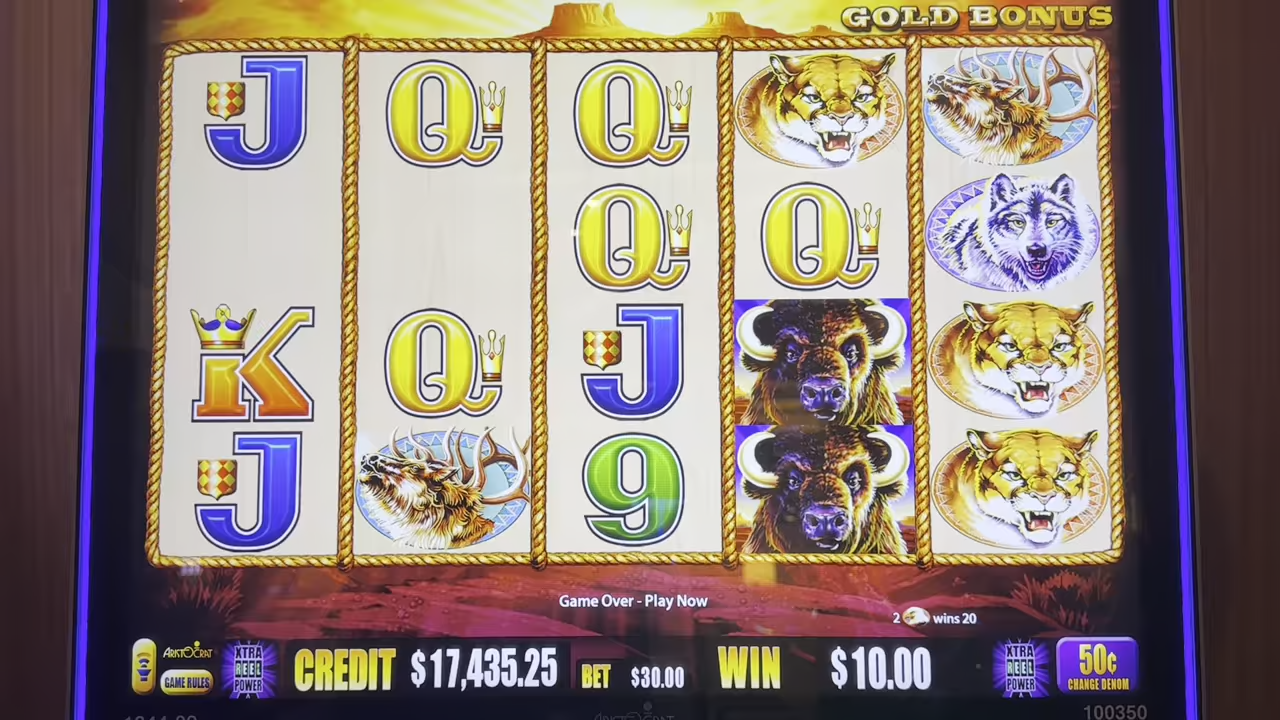 GOLD BONUS
J Q Q
Q Q
K Q J
J 9
Game Over - Play Now
2 wins 20
ARISTOCRAT
GAME RULES
XTRA
REEL
POWER
CREDIT $17,435.25
BET $30.00
WIN $10.00
XTRA
REEL
POWER
50¢
CHANGE DENOM
100350